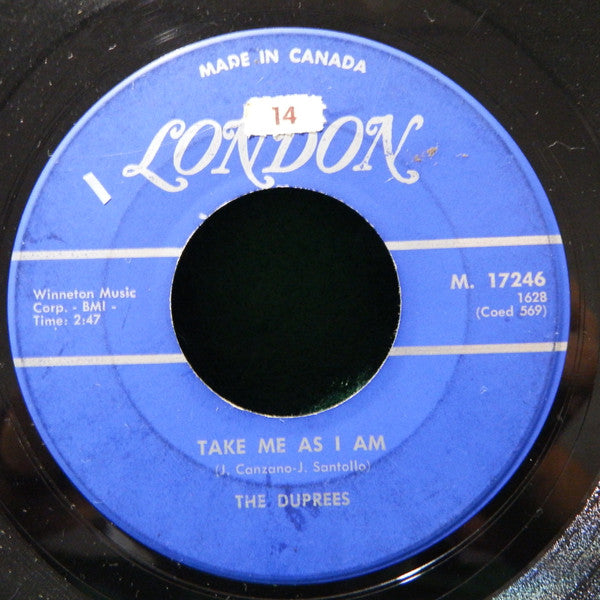 MADE IN CANADA
14
LONDON
I
Winneton Music
Corp. - BMI -
Time: 2:47
M. 17246
1628
(Coed 569)
TAKE ME AS I AM
(J. Canzano-J. Santollo)
THE DUPREES